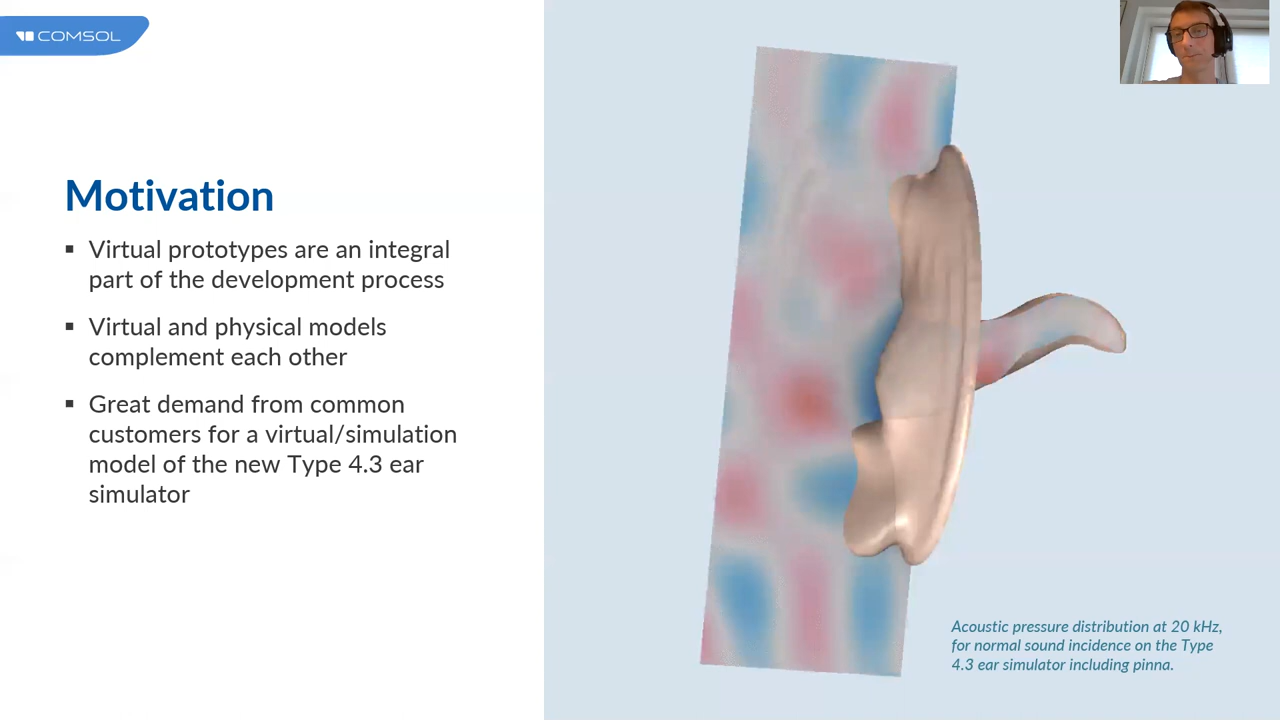 COMSOL
Motivation
▪ Virtual prototypes are an integral
part of the development process
▪ Virtual and physical models
complement each other
▪ Great demand from common
customers for a virtual/simulation
model of the new Type 4.3 ear
simulator
Acoustic pressure distribution at 20 kHz,
for normal sound incidence on the Type
4.3 ear simulator including pinna.